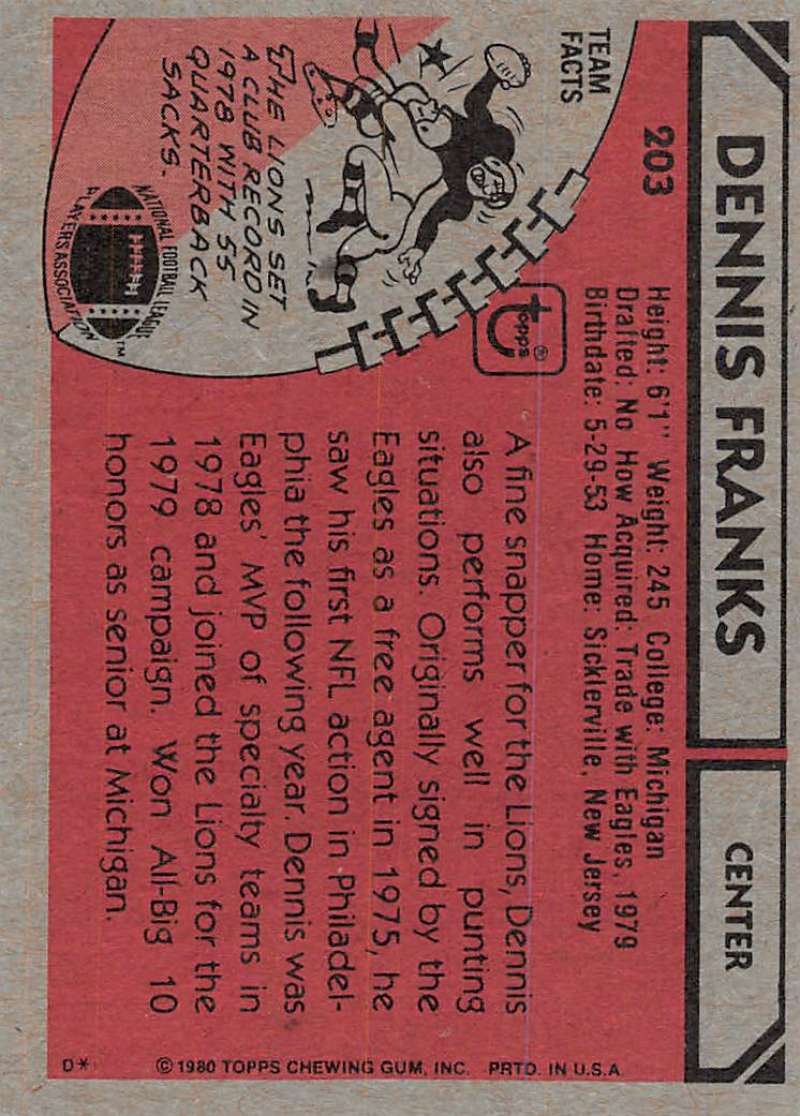 DENNIS FRANKS
CENTER
203
Height: 6'1" Weight: 245 College: Michigan
Drafted: No How Acquired: Trade with Eagles, 1979
Birthdate: 5-29-53 Home: Sicklerville, New Jersey
TEAM
FACTS
topps®
A fine snapper for the Lions, Dennis
also performs well in punting
situations. Originally signed by the
Eagles as a free agent in 1975, he
saw his first NFL action in Philadel-
phia the following year. Dennis was
Eagles' MVP of specialty teams in
1978 and joined the Lions for the
1979 campaign. Won All-Big 10
honors as senior at Michigan.
THE LIONS SET
A CLUB RECORD IN
1978 WITH 55
QUARTERBACK
SACKS.
NATIONAL FOOTBALL LEAGUE
PLAYERS ASSOCIATION
TM
D*
© 1980 TOPPS CHEWING GUM, INC. PRTD. IN U.S.A.